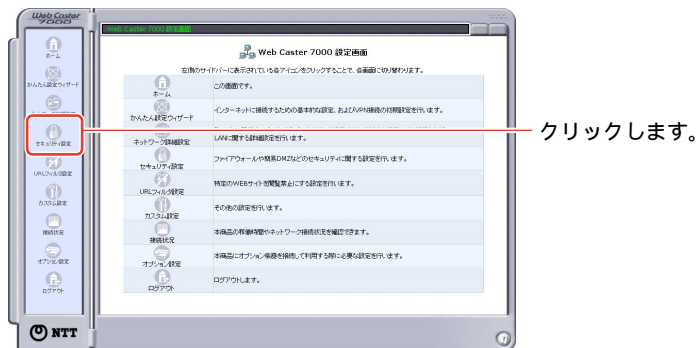 Web Caster
7000
Web Caster 7000 設定画面
Web Caster 7000 設定画面
左側のサイドバーに表示されている各アイコンをクリックすることで、各画面に切り替わります。
ホーム
かんたん設定ウィザード
セキュリティ設定
URLフィルタ設定
カスタム設定
接続状況
オプション設定
ログアウト
ホーム
この画面です。
かんたん設定ウィザード
インターネットに接続するための基本的な設定、およびVPN接続の初期設定を行います。
ネットワーク詳細設定
LANに関する詳細設定を行います。
セキュリティ設定
ファイアウォールや簡易DMZなどのセキュリティに関する設定を行います。
URLフィルタ設定
特定のWEBサイトを閲覧禁止にする設定を行います。
カスタム設定
その他の設定を行います。
接続状況
本商品の稼働時間やネットワーク接続状況を確認できます。
オプション設定
本商品にオプション機器を接続して利用する際に必要な設定を行います。
ログアウト
ログアウトします。
クリックします。
NTT